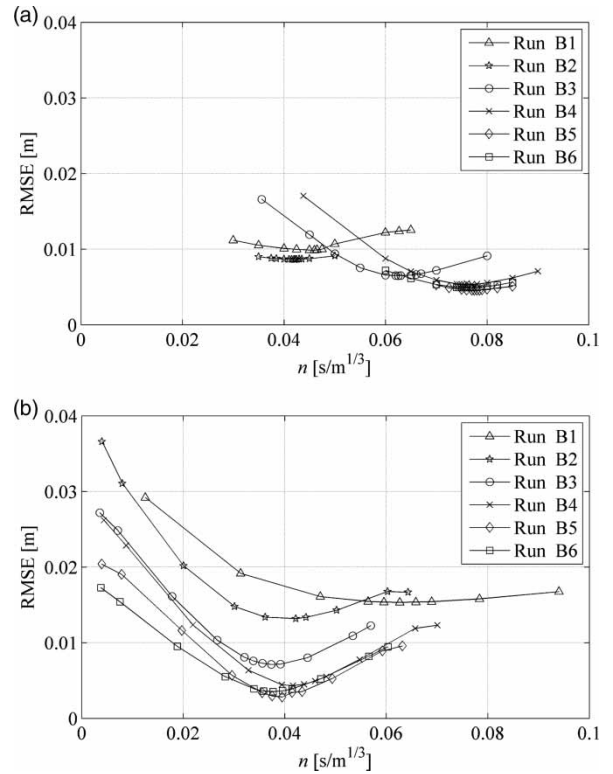 (a)
0.04
0.03
0.02
0.01
0
RMSE [m]
Run B1
Run B2
Run B3
Run B4
Run B5
Run B6
0 0.02 0.04 0.06 0.08 0.1
n [s/m^{1/3}]
(b)
0.04
0.03
0.02
0.01
0
RMSE [m]
Run B1
Run B2
Run B3
Run B4
Run B5
Run B6
0 0.02 0.04 0.06 0.08 0.1
n [s/m^{1/3}]